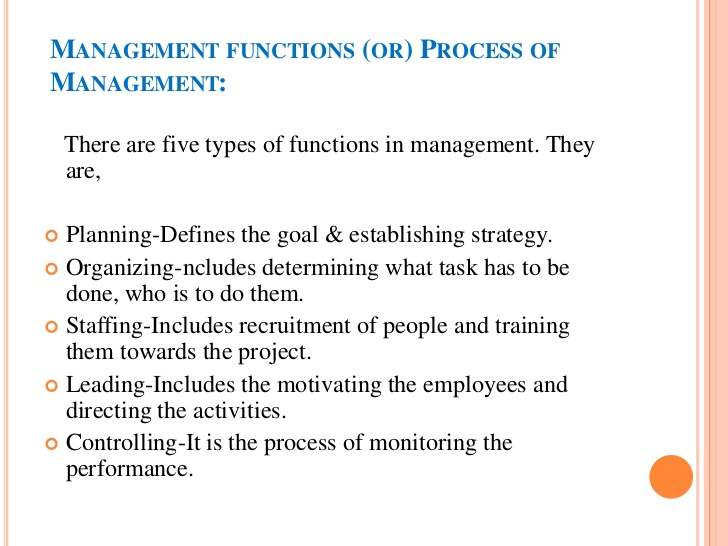 MANAGEMENT FUNCTIONS (OR) PROCESS OF
MANAGEMENT:
There are five types of functions in management. They
are,
Planning-Defines the goal & establishing strategy.
Organizing-ncludes determining what task has to be
done, who is to do them.
Staffing-Includes recruitment of people and training
them towards the project.
Leading-Includes the motivating the employees and
directing the activities.
Controlling-It is the process of monitoring the
performance.